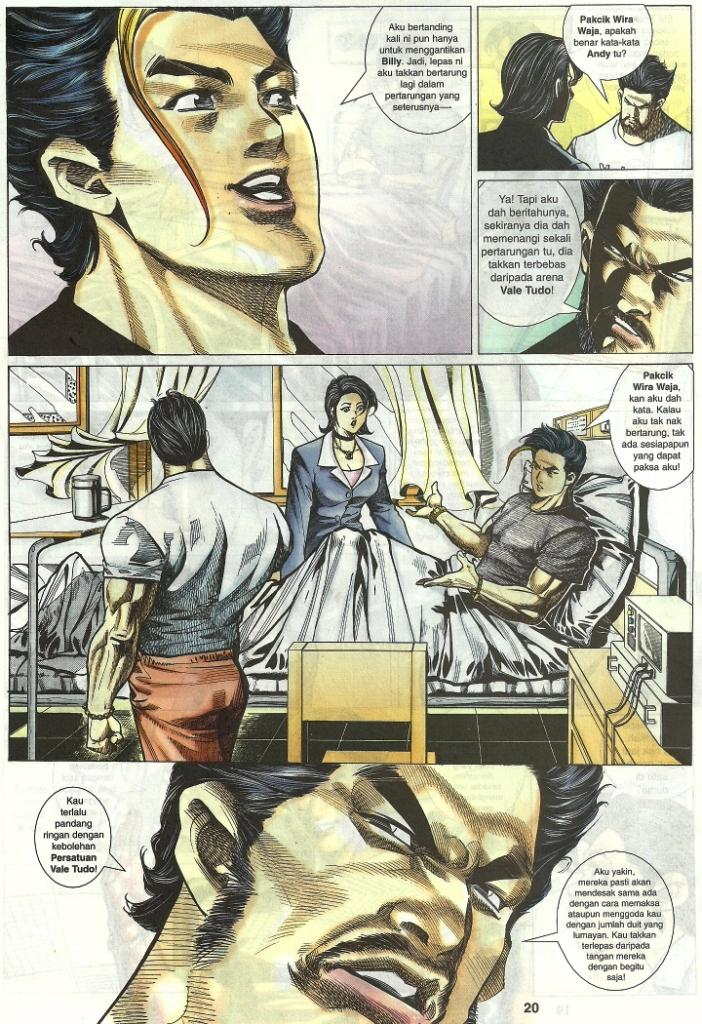 Aku bertanding
kali ni pun hanya
untuk menggantikan
Billy. Jadi, lepas ni
aku takkan bertarung
lagi dalam
pertarungan yang
seterusnya—
Pakcik Wira
Waja, apakah
benar kata-kata
Andy tu?
Ya! Tapi aku
dah beritahunya,
sekiranya dia dah
memenangi sekali
pertarungan tu, dia
takkan terbebas
daripada arena
Vale Tudo!
Pakcik
Wira Waja,
kan aku dah
kata. Kalau
aku tak nak
bertarung, tak
ada sesiapapun
yang dapat
paksa aku!
Kau
terlalu
pandang
ringan dengan
kebolehan
Persatuan
Vale Tudo!
Aku yakin,
mereka pasti akan
mendesak sama ada
dengan cara memaksa
ataupun menggoda kau
dengan jumlah duit yang
lumayan. Kau takkan
terlepas daripada
tangan mereka
dengan begitu
saja!
20